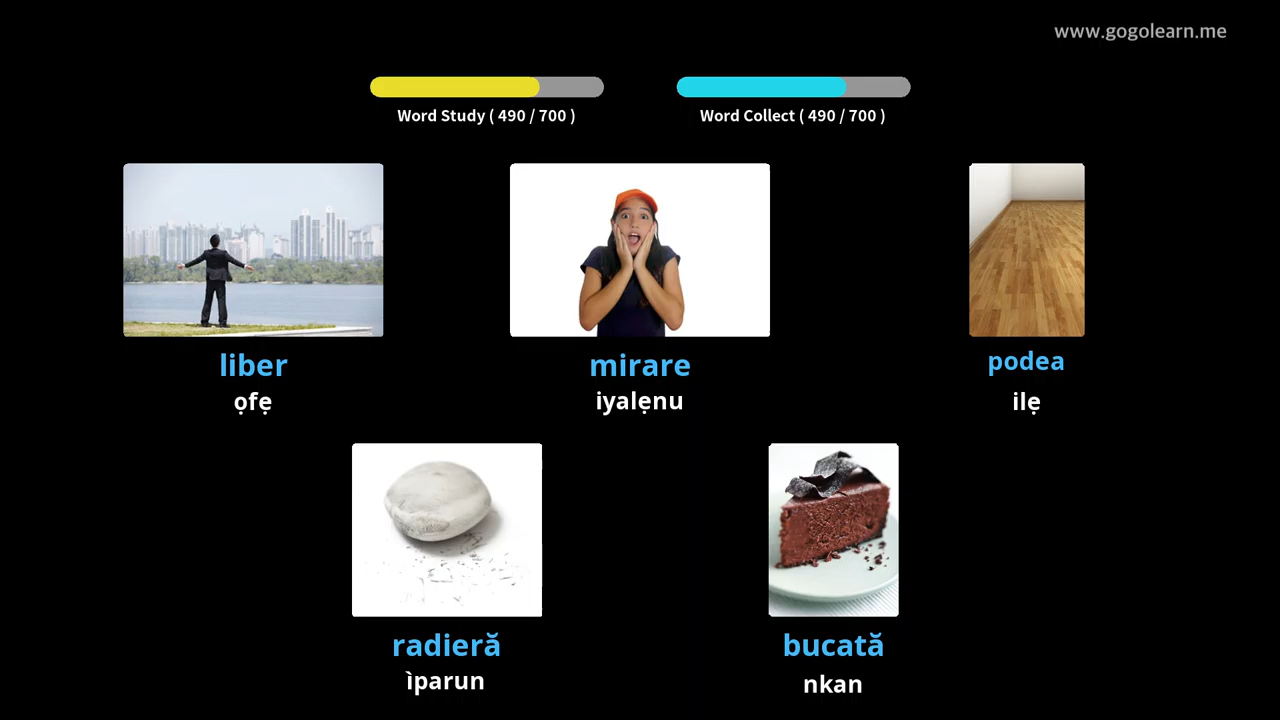 www.gogolearn.me
Word Study ( 490 / 700 )
Word Collect ( 490 / 700 )
liber
ọfẹ
mirare
iyalẹnu
podea
ilẹ
radieră
ìparun
bucată
nkan